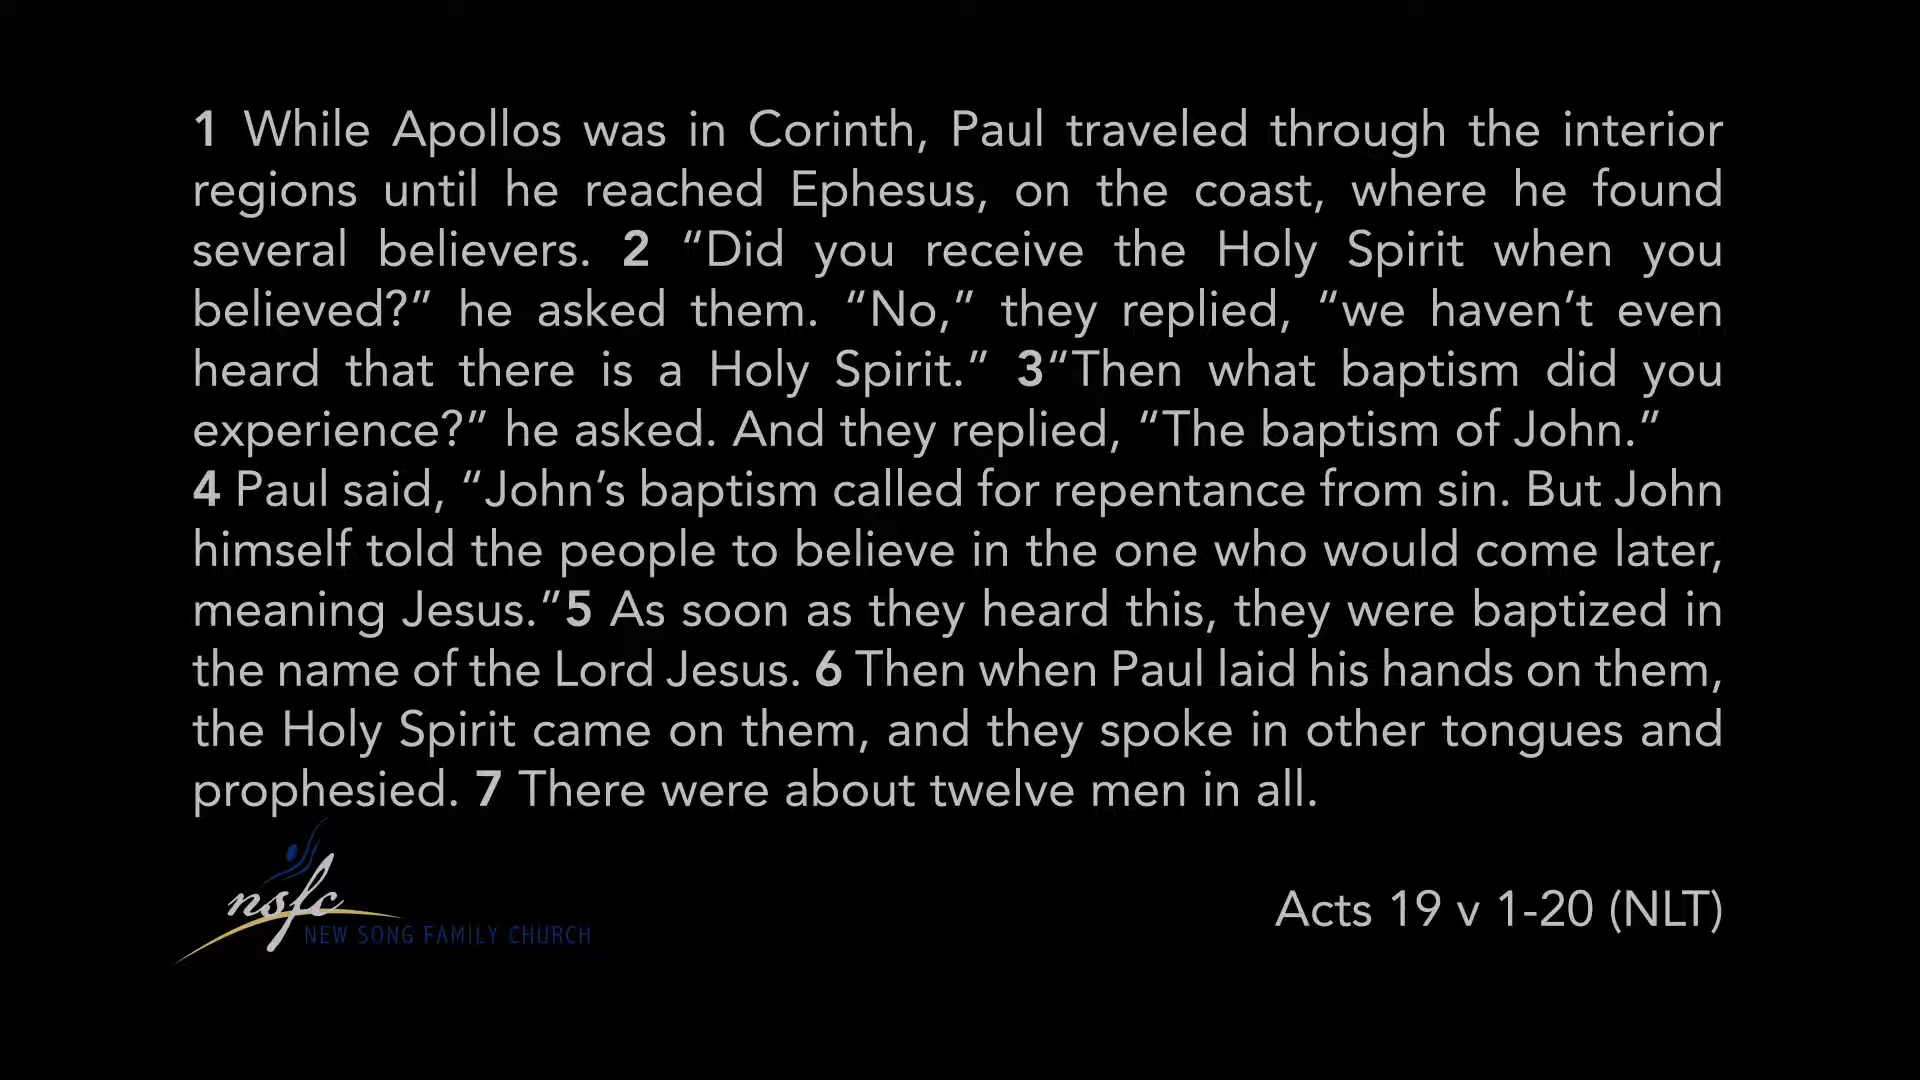 1 While Apollos was in Corinth, Paul traveled through the interior
regions until he reached Ephesus, on the coast, where he found
several believers. 2 “Did you receive the Holy Spirit when you
believed?” he asked them. “No,” they replied, “we haven’t even
heard that there is a Holy Spirit.” 3“Then what baptism did you
experience?” he asked. And they replied, “The baptism of John.”
4 Paul said, “John’s baptism called for repentance from sin. But John
himself told the people to believe in the one who would come later,
meaning Jesus.”5 As soon as they heard this, they were baptized in
the name of the Lord Jesus. 6 Then when Paul laid his hands on them,
the Holy Spirit came on them, and they spoke in other tongues and
prophesied. 7 There were about twelve men in all.
nsfc
NEW SONG FAMILY CHURCH
Acts 19 v 1-20 (NLT)